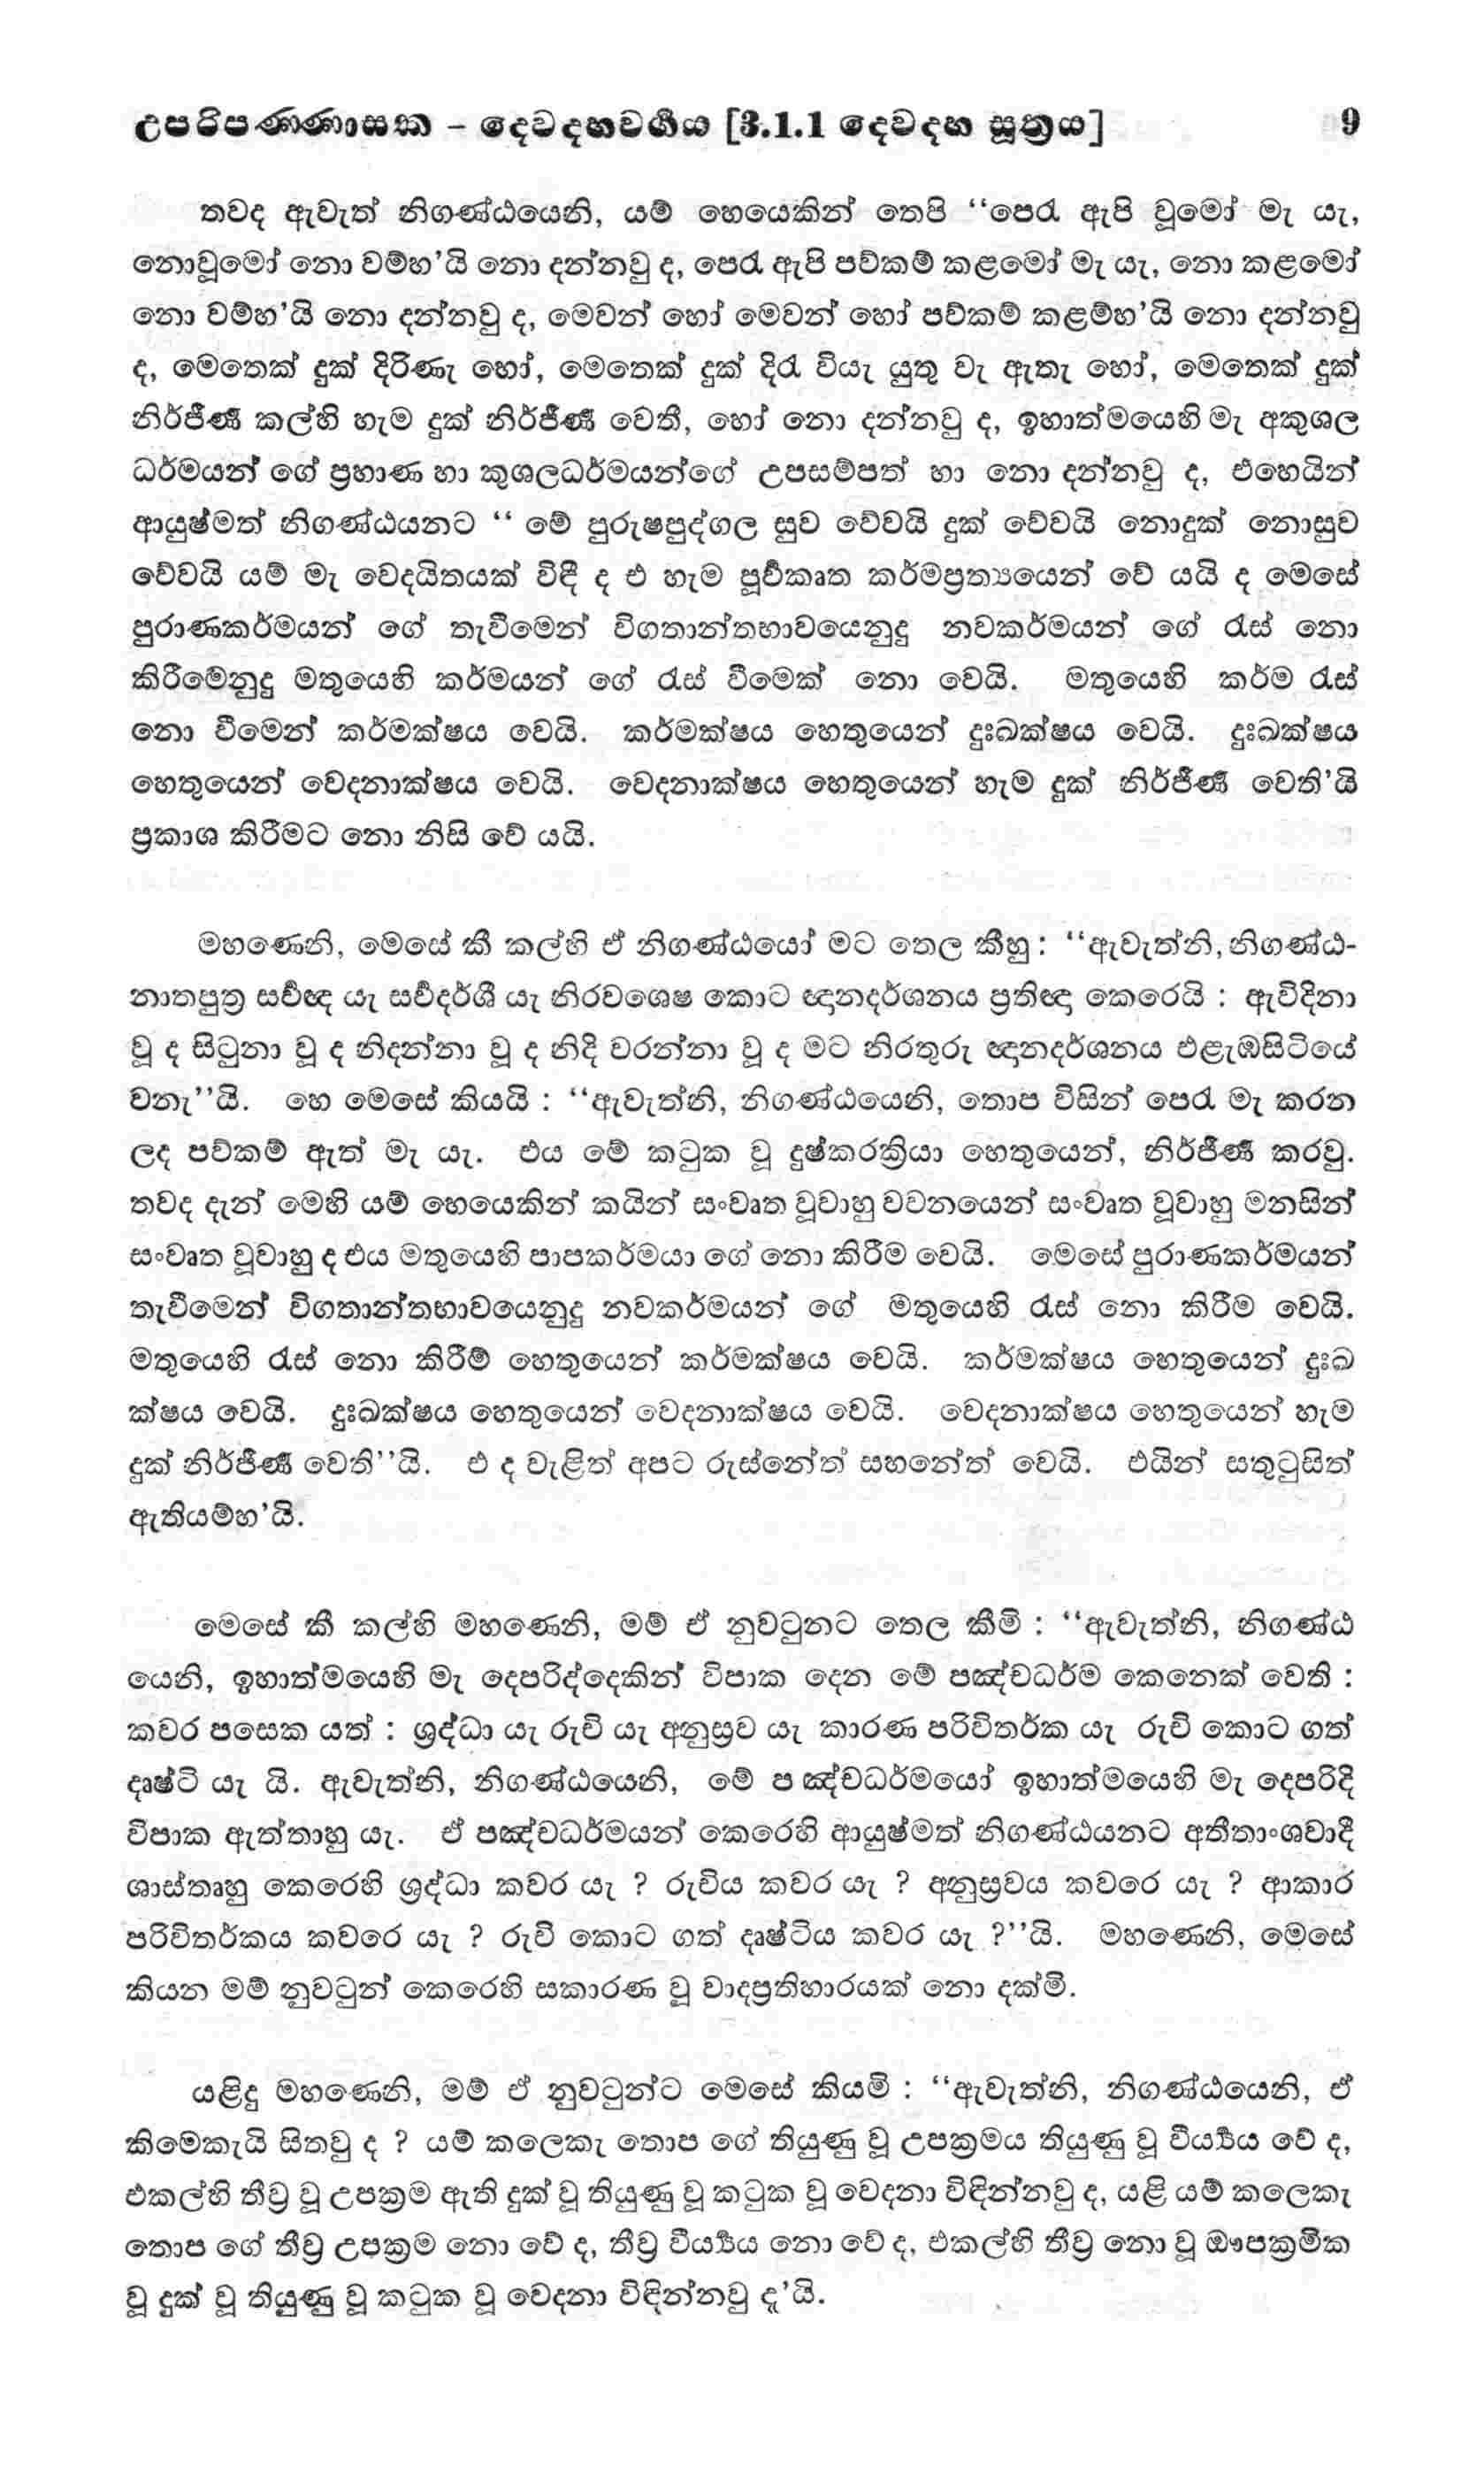 උපරිපණ්ණාසක – දෙවදහවර්‍ගය [3.1.1 දෙවදහ සූත්‍රය] 9
තවද ඇවැත් නිගණ්ඨයෙනි, යම් හෙයෙකින් තෙපි “පෙර ඇපි වූමෝ මැ යැ,
නොවූමෝ නො වම්හ’යි නො දන්නවු ද, පෙර ඇපි පව්කම් කළමෝ මැ යැ, නො කළමෝ
නො වම්හ’යි නො දන්නවු ද, මෙවන් හෝ මෙවන් හෝ පව්කම් කළම්හ’යි නො දන්නවු
ද, මෙතෙක් දුක් දිරිණැ හෝ, මෙතෙක් දුක් දිරැ වියැ යුතු වැ ඇතැ හෝ, මෙතෙක් දුක්
නිර්ජීර්‍ණ කල්හි හැම දුක් නිර්ජීර්‍ණ වෙතී, හෝ නො දන්නවු ද, ඉහාත්මයෙහි මැ අකුශල
ධර්මයන් ගේ ප්‍රහාණ හා කුශලධර්මයන්ගේ උපසම්පත් හා නො දන්නවු ද, එහෙයින්
ආයුෂ්මත් නිගණ්ඨයනට “ මේ පුරුෂපුද්ගල සුව වේවයි දුක් වේවයි නොදුක් නොසුව
වේවයි යම් මැ වෙදයිතයක් විඳී ද එ හැම පූර්‍වකෘත කර්මප්‍රත්‍යයෙන් වේ යයි ද මෙසේ
පුරාණකර්මයන් ගේ තැවීමෙන් විගතාන්තභාවයෙනුදු නවකර්මයන් ගේ රැස් නො
කිරීමෙනුදු මතුයෙහි කර්මයන් ගේ රැස් වීමෙක් නො වෙයි. මතුයෙහි කර්ම රැස්
නො වීමෙන් කර්මක්ෂය වෙයි. කර්මක්ෂය හෙතුයෙන් දුඃඛක්ෂය වෙයි. දුඃඛක්ෂය
හෙතුයෙන් වෙදනාක්ෂය වෙයි. වෙදනාක්ෂය හෙතුයෙන් හැම දුක් නිර්ජීර්‍ණ වෙති’යි
ප්‍රකාශ කිරීමට නො නිසි වේ යයි.
මහණෙනි, මෙසේ කී කල්හි ඒ නිගණ්ඨයෝ මට තෙල කීහු : “ඇවැත්නි, නිගණ්ඨ-
නාතපුත්‍ර සර්‍වඥ යැ සර්‍වදර්ශී යැ නිරවශෙෂ කොට ඥානදර්ශනය ප්‍රතිඥා කෙරෙයි : ඇවිදිනා
වූ ද සිටුනා වූ ද නිදන්නා වූ ද නිදි වරන්නා වූ ද මට නිරතුරු ඥානදර්ශනය එළැඹසිටියේ
වනැ”යි. හෙ මෙසේ කියයි : “ඇවැත්නි, නිගණ්ඨයෙනි, තොප විසින් පෙරැ මැ කරන
ලද පව්කම් ඇත් මැ යැ. එය මේ කටුක වූ දුෂ්කරක්‍රියා හෙතුයෙන්, නිර්ජීර්‍ණ කරවු.
තවද දැන් මෙහි යම් හෙයෙකින් කයින් සංවෘත වූවාහු වචනයෙන් සංවෘත වූවාහු මනසින්
සංවෘත වූවාහු ද එය මතුයෙහි පාපකර්මයා ගේ නො කිරීම වෙයි. මෙසේ පුරාණකර්මයන්
තැවීමෙන් විගතාන්තභාවයෙනුදු නවකර්මයන් ගේ මතුයෙහි රැස් නො කිරීම වෙයි.
මතුයෙහි රැස් නො කිරීම් හෙතුයෙන් කර්මක්ෂය වෙයි. කර්මක්ෂය හෙතුයෙන් දුඃඛ
ක්ෂය වෙයි. දුඃඛක්ෂය හෙතුයෙන් වෙදනාක්ෂය වෙයි. වෙදනාක්ෂය හෙතුයෙන් හැම
දුක් නිර්ජීර්‍ණ වෙති”යි. එ ද වැළිත් අපට රුස්නේත් සහනේත් වෙයි. එයින් සතුටුසිත්
ඇතියම්හ’යි.
මෙසේ කී කල්හි මහණෙනි, මම් ඒ නුවටුනට තෙල කීමි : “ඇවැත්නි, නිගණ්ඨ
යෙනි, ඉහාත්මයෙහි මැ දෙපරිද්දෙකින් විපාක දෙන මේ පඤ්චධර්ම කෙනෙක් වෙති :
කවර පසෙක යත් : ශ්‍රද්ධා යැ රුචි යැ අනුස්‍රව යැ කාරණ පරිවිතර්ක යැ රුචි කොට ගත්
දෘෂ්ටි යැ යි. ඇවැත්නි, නිගණ්ඨයෙනි, මේ පඤ්චධර්මයෝ ඉහාත්මයෙහි මැ දෙපරිදි
විපාක ඇත්තාහු යැ. ඒ පඤ්චධර්මයන් කෙරෙහි ආයුෂ්මත් නිගණ්ඨයනට අතීතාංශවාදී
ශාස්තෘහු කෙරෙහි ශ්‍රද්ධා කවර යැ ? රුචිය කවර යැ ? අනුස්‍රවය කවරෙ යැ ? ආකාර
පරිවිතර්කය කවරෙ යැ ? රුචි කොට ගත් දෘෂ්ටිය කවර යැ ?”යි. මහණෙනි, මෙසේ
කියන මම් නුවටුන් කෙරෙහි සකාරණ වූ වාදප්‍රතිහාරයක් නො දක්මි.
යළිදු මහණෙනි, මම් ඒ නුවටුන්ට මෙසේ කියමි : “ඇවැත්නි, නිගණ්ඨයෙනි, ඒ
කිමෙකැයි සිතවු ද ? යම් කලෙකැ තොප ගේ තියුණු වූ උපක්‍රමය තියුණු වූ වීර්‍ය්‍යය වේ ද,
එකල්හි තීව්‍ර වූ උපක්‍රම ඇති දුක් වූ තියුණු වූ කටුක වූ වෙදනා විඳින්නවු ද, යළි යම් කලෙකැ
තොප ගේ තීව්‍ර උපක්‍රම නො වේ ද, තීව්‍ර වීර්‍ය්‍යය නො වේ ද, එකල්හි තීව්‍ර නො වූ ඖපක්‍රමික
වූ දුක් වූ තියුණු වූ කටුක වූ වෙදනා විඳින්නවු ද’යි.